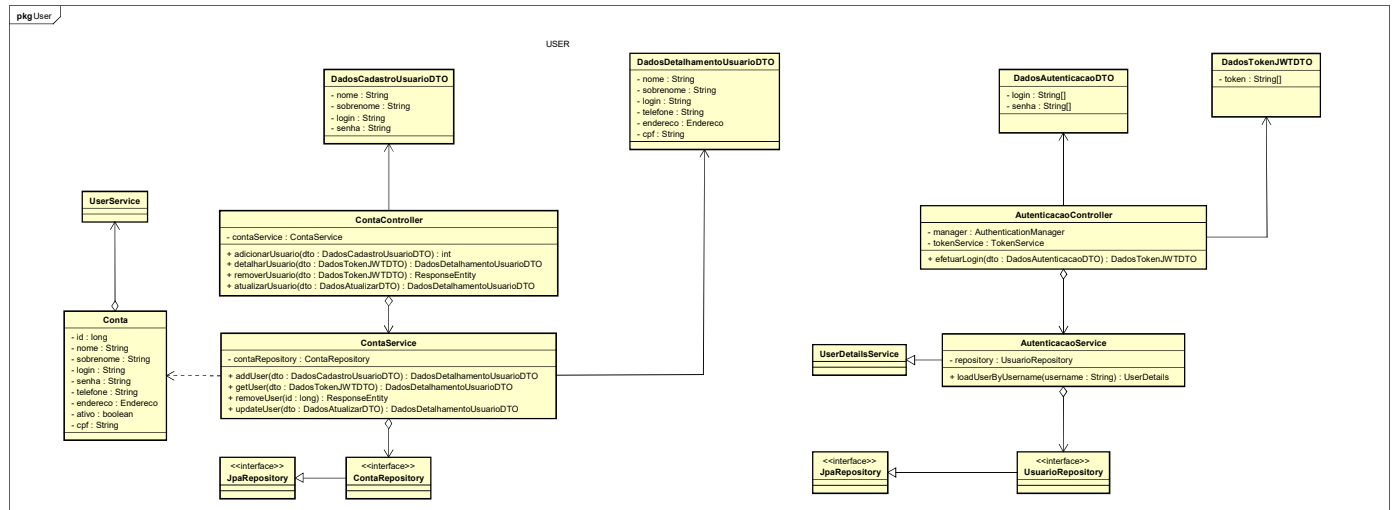 pkg User
USER
DadosCadastroUsuarioDTO
- nome : String
- sobrenome : String
- login : String
- senha : String
DadosDetalhamentoUsuarioDTO
- nome : String
- sobrenome : String
- login : String
- telefone : String
- endereco : Endereco
- cpf : String
DadosAutenticacaoDTO
- login : String[]
- senha : String[]
DadosTokenJWTDTO
- token : String[]
UserService
ContaController
- contaService : ContaService
+ adicionarUsuario(dto : DadosCadastroUsuarioDTO) : int
+ detalharUsuario(dto : DadosTokenJWTDTO) : DadosDetalhamentoUsuarioDTO
+ removerUsuario(dto : DadosTokenJWTDTO) : ResponseEntity
+ atualizarUsuario(dto : DadosAtualizarDTO) : DadosDetalhamentoUsuarioDTO
AutenticacaoController
- manager : AuthenticationManager
- tokenService : TokenService
+ efetuarLogin(dto : DadosAutenticacaoDTO) : DadosTokenJWTDTO
Conta
- id : long
- nome : String
- sobrenome : String
- login : String
- senha : String
- telefone : String
- endereco : Endereco
- ativo : boolean
- cpf : String
ContaService
- contaRepository : ContaRepository
+ addUser(dto : DadosCadastroUsuarioDTO) : DadosDetalhamentoUsuarioDTO
+ getUser(dto : DadosTokenJWTDTO) : DadosDetalhamentoUsuarioDTO
+ removeUser(id : long) : ResponseEntity
+ updateUser(dto : DadosAtualizarDTO) : DadosDetalhamentoUsuarioDTO
UserDetailsService
AutenticacaoService
- repository : UsuarioRepository
+ loadUserByUsername(username : String) : UserDetails
<<interface>>
JpaRepository
<<interface>>
ContaRepository
<<interface>>
JpaRepository
<<interface>>
UsuarioRepository